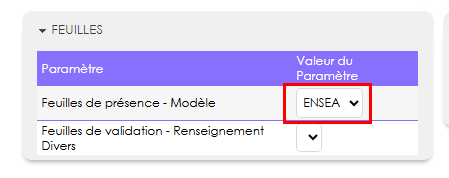 FEUILLES
Paramètre
Valeur du
Paramètre
Feuilles de présence - Modèle
ENSEA
Feuilles de validation - Renseignement
Divers